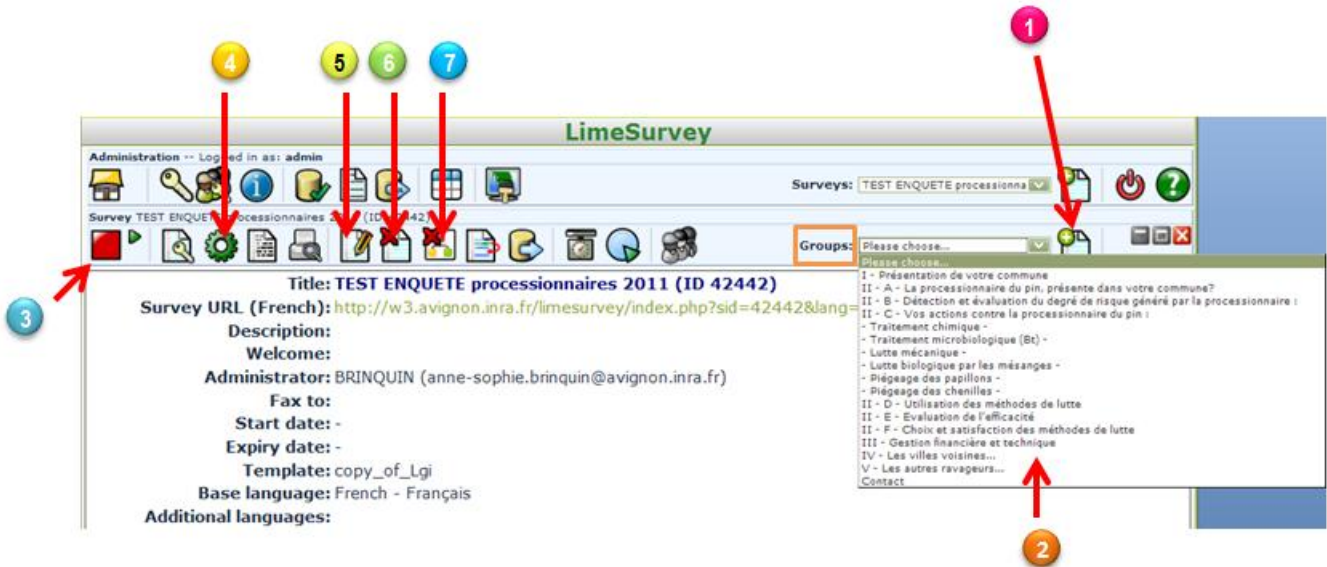 1
4 5 6 7
LimeSurvey
Administration -- Logged in as: admin
Surveys: TEST ENQUETE processionna
Survey TEST ENQUETE processionnaires (ID 42442)
Groups: Please choose...
Please choose...
I - Présentation de votre commune
II - A - La processionnaire du pin, présente dans votre commune?
II - B - Détection et évaluation du degré de risque généré par la processionnaire :
II - C - Vos actions contre la processionnaire du pin :
- Traitement chimique -
- Traitement microbiologique (Bt) -
- Lutte mécanique -
- Lutte biologique par les mésanges -
- Piégeage des papillons -
- Piégeage des chenilles -
II - D - Utilisation des méthodes de lutte
II - E - Evaluation de l'efficacité
II - F - Choix et satisfaction des méthodes de lutte
III - Gestion financière et technique
IV - Les villes voisines...
V - Les autres ravageurs...
Contact
3
Title: TEST ENQUETE processionnaires 2011 (ID 42442)
Survey URL (French): http://w3.avignon.inra.fr/limesurvey/index.php?sid=42442&lang=
Description:
Welcome:
Administrator: BRINQUIN (anne-sophie.brinquin@avignon.inra.fr)
Fax to:
Start date: -
Expiry date: -
Template: copy_of_Lgi
Base language: French - Français
Additional languages:
2